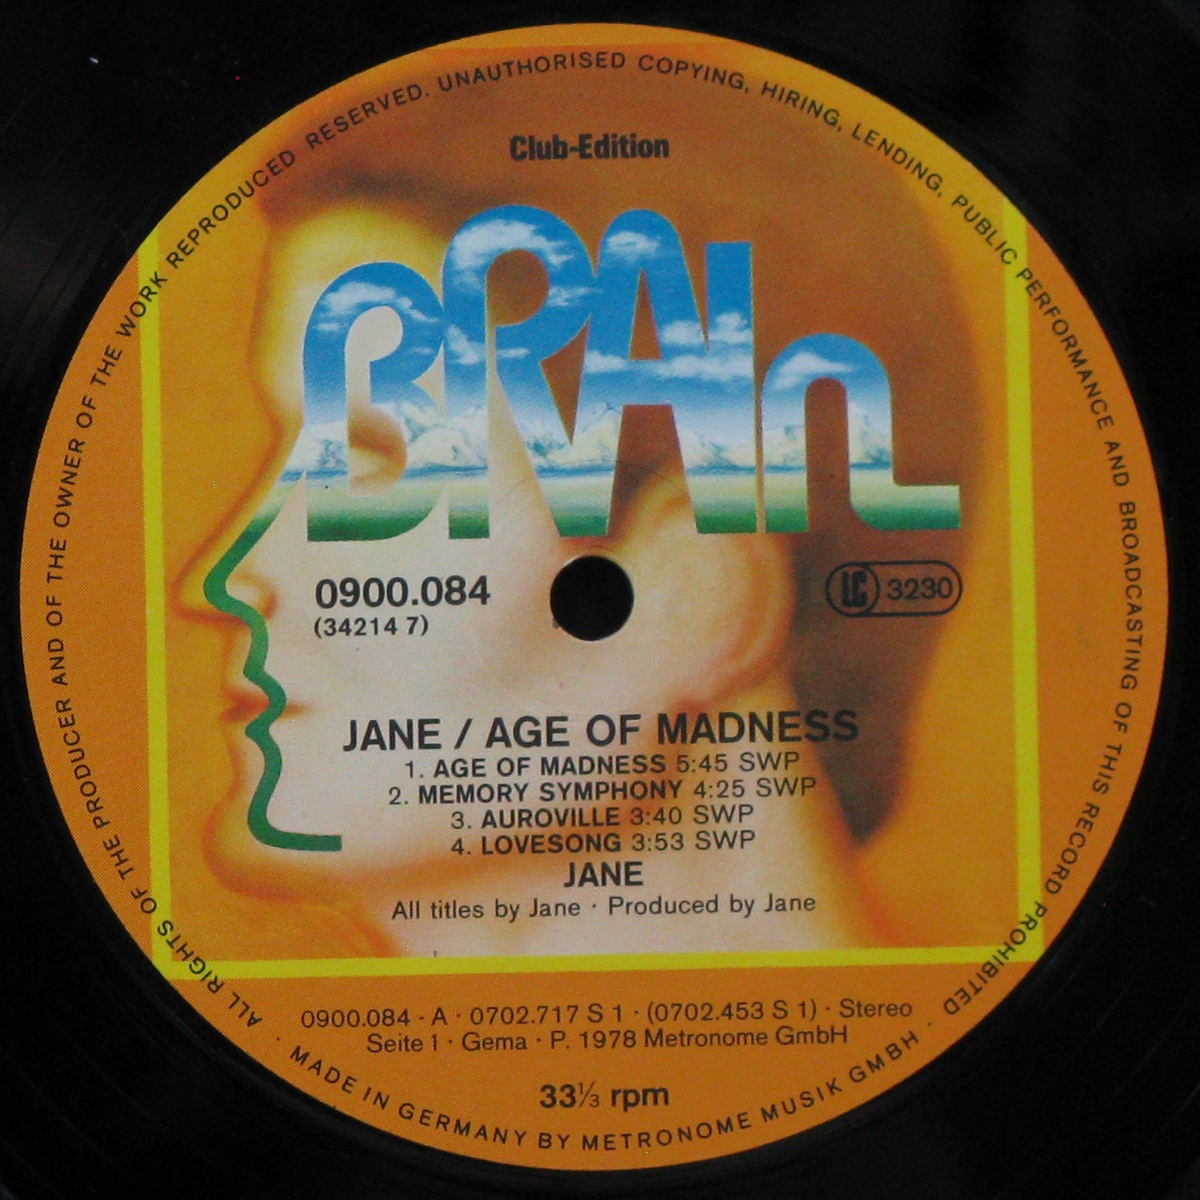 ALL RIGHTS OF THE PRODUCER AND OF THE OWNER OF THE WORK REPRODUCED RESERVED. UNAUTHORISED COPYING, HIRING, LENDING, PUBLIC PERFORMANCE AND BROADCASTING OF THIS RECORD PROHIBITED ·
Club-Edition
BRAIn
0900.084
(34214 7)
LC 3230
JANE / AGE OF MADNESS
1. AGE OF MADNESS 5:45 SWP
2. MEMORY SYMPHONY 4:25 SWP
3. AUROVILLE 3:40 SWP
4. LOVESONG 3:53 SWP
JANE
All titles by Jane · Produced by Jane
0900.084 - A · 0702.717 S 1 · (0702.453 S 1) · Stereo
Seite 1 · Gema · P. 1978 Metronome GmbH
33⅓ rpm
· MADE IN GERMANY BY METRONOME MUSIK GMBH